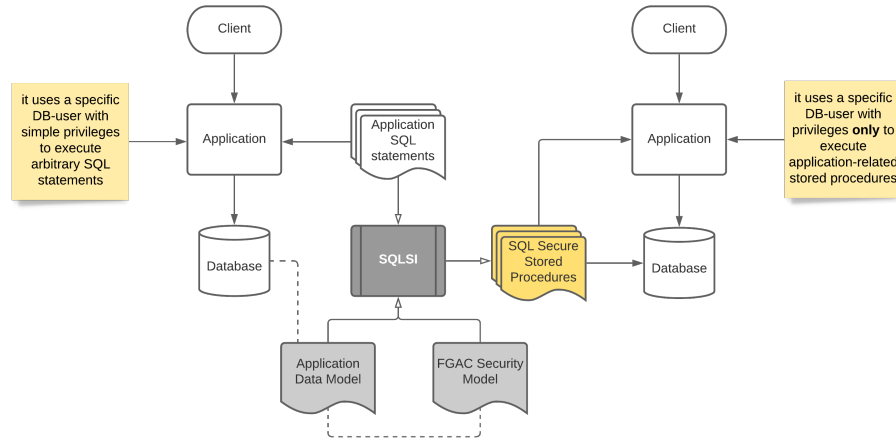 Client
Client
it uses a specific
DB-user with
simple privileges
to execute
arbitrary SQL
statements
Application
Application
SQL
statements
Application
it uses a specific
DB-user with
privileges only to
execute
application-related
stored procedures
Database
SQLSI
SQL Secure
Stored
Procedures
Database
Application
Data Model
FGAC Security
Model